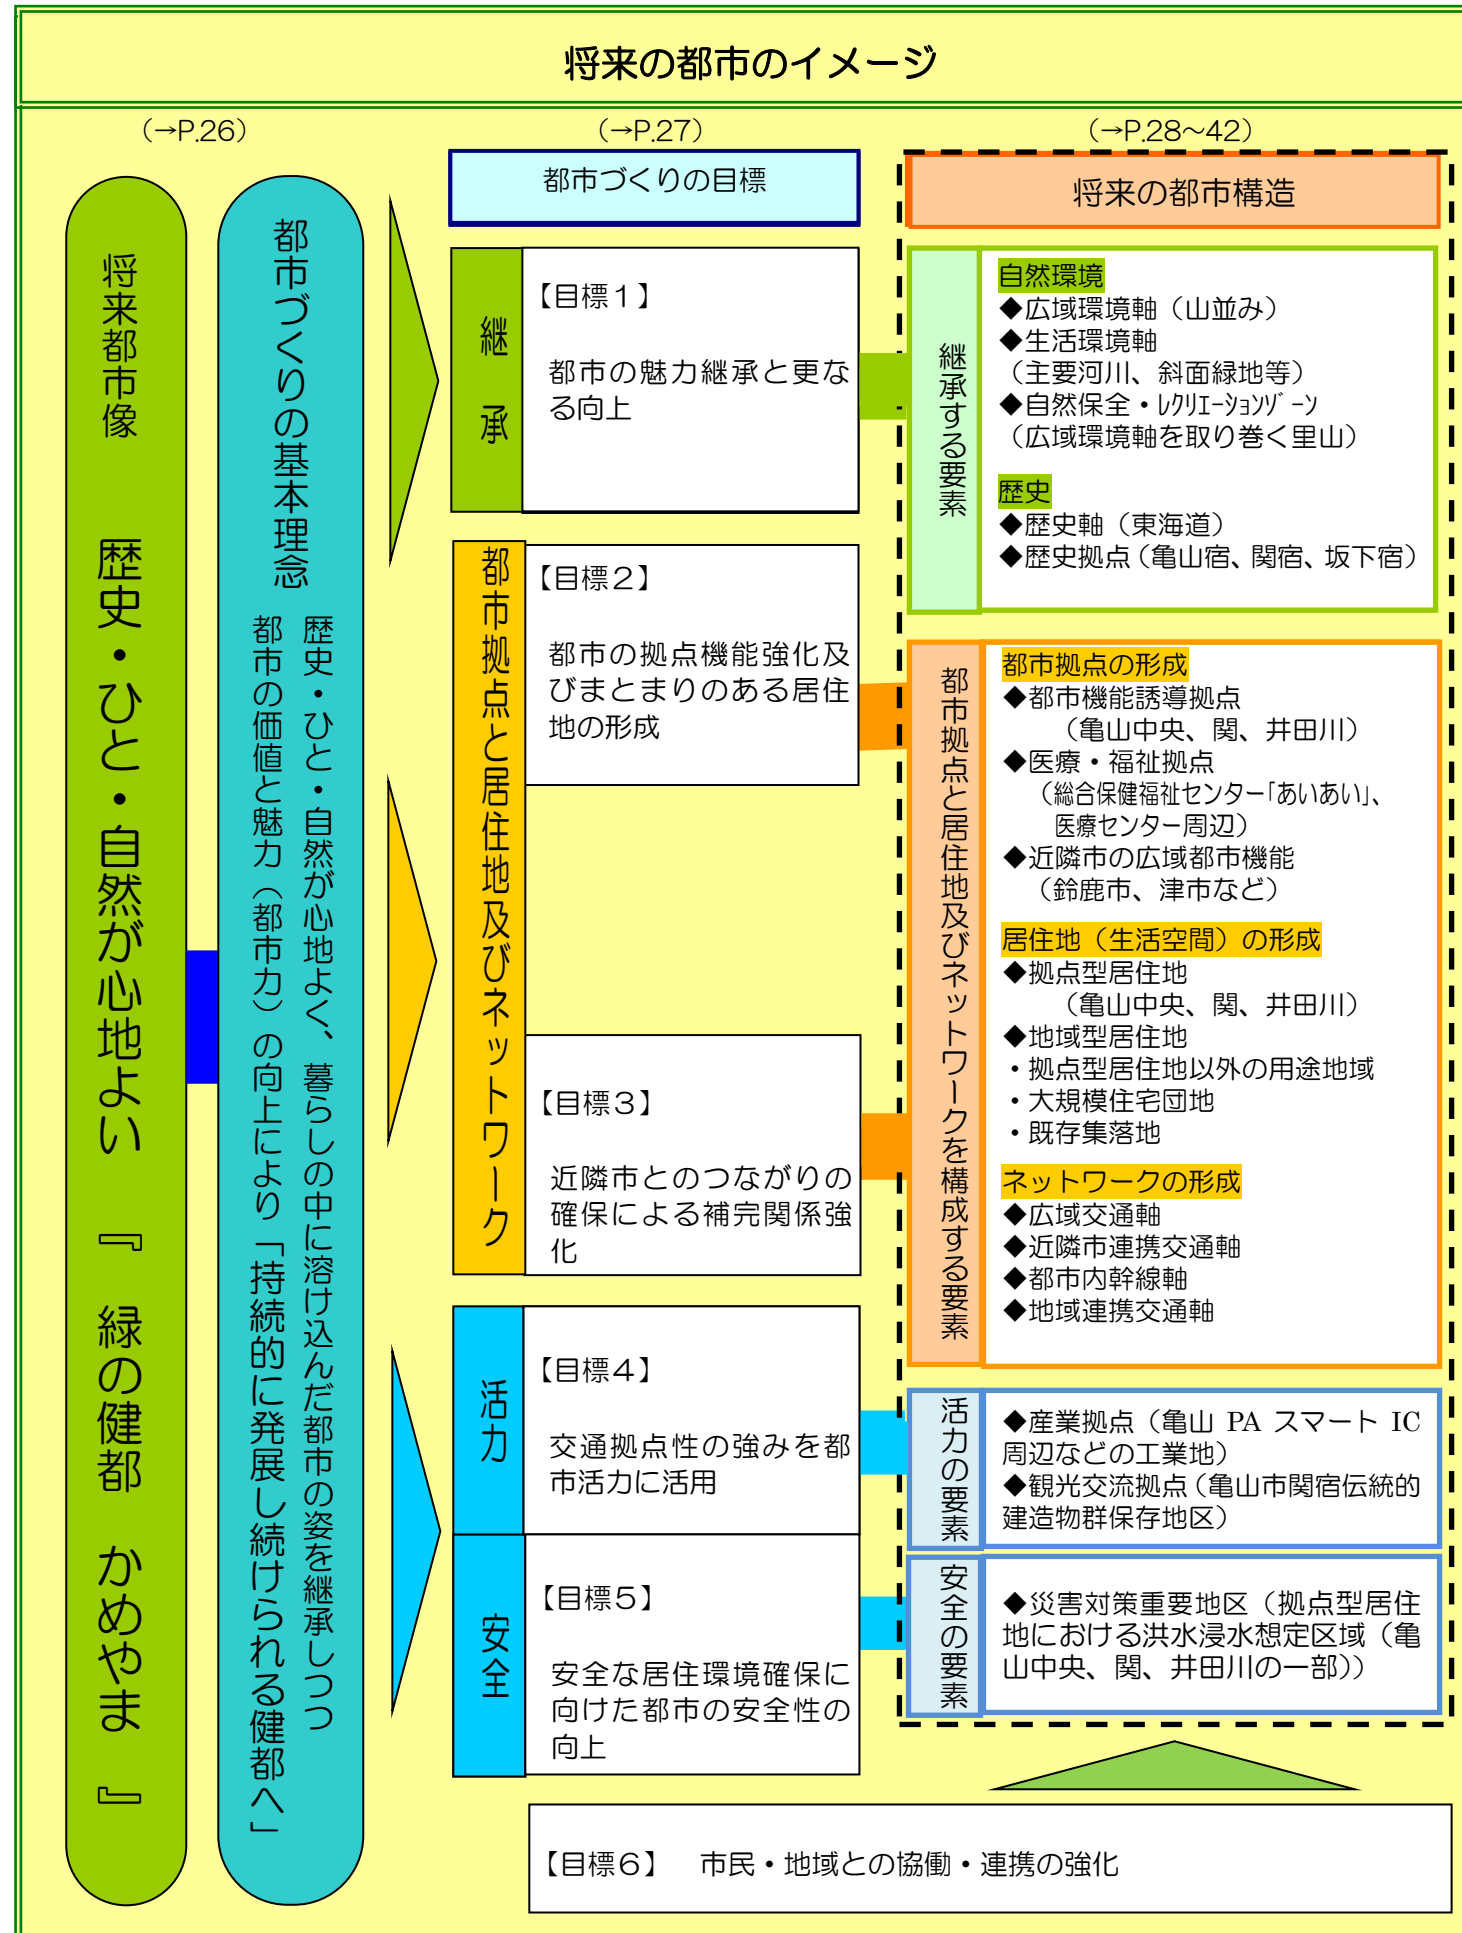 将来の都市のイメージ
（→P.26）
（→P.27）
（→P.28～42）
将来都市像　歴史・ひと・自然が心地よい　『　緑の健都　かめやま　』
都市づくりの基本理念
歴史・ひと・自然が心地よく、暮らしの中に溶け込んだ都市の姿を継承しつつ
都市の価値と魅力（都市力）の向上により「持続的に発展し続けられる健都へ」
都市づくりの目標
継　承
【目標１】
都市の魅力継承と更な
る向上
都市拠点と居住地及びネットワーク
【目標２】
都市の拠点機能強化及
びまとまりのある居住
地の形成
【目標３】
近隣市とのつながりの
確保による補完関係強
化
活力
【目標４】
交通拠点性の強みを都
市活力に活用
安全
【目標５】
安全な居住環境確保に
向けた都市の安全性の
向上
将来の都市構造
継承する要素
自然環境
◆広域環境軸（山並み）
◆生活環境軸
（主要河川、斜面緑地等）
◆自然保全・ﾚｸﾘｴｰｼｮﾝｿﾞｰﾝ
（広域環境軸を取り巻く里山）
歴史
◆歴史軸（東海道）
◆歴史拠点（亀山宿、関宿、坂下宿）
都市拠点と居住地及びネットワークを構成する要素
都市拠点の形成
◆都市機能誘導拠点
（亀山中央、関、井田川）
◆医療・福祉拠点
（総合保健福祉センター「あいあい」、
医療センター周辺）
◆近隣市の広域都市機能
（鈴鹿市、津市など）
居住地（生活空間）の形成
◆拠点型居住地
（亀山中央、関、井田川）
◆地域型居住地
・拠点型居住地以外の用途地域
・大規模住宅団地
・既存集落地
ネットワークの形成
◆広域交通軸
◆近隣市連携交通軸
◆都市内幹線軸
◆地域連携交通軸
活力の要素
◆産業拠点（亀山 PA スマート IC
周辺などの工業地）
◆観光交流拠点（亀山市関宿伝統的
建造物群保存地区）
安全の要素
◆災害対策重要地区（拠点型居住
地における洪水浸水想定区域（亀
山中央、関、井田川の一部））
【目標６】　市民・地域との協働・連携の強化